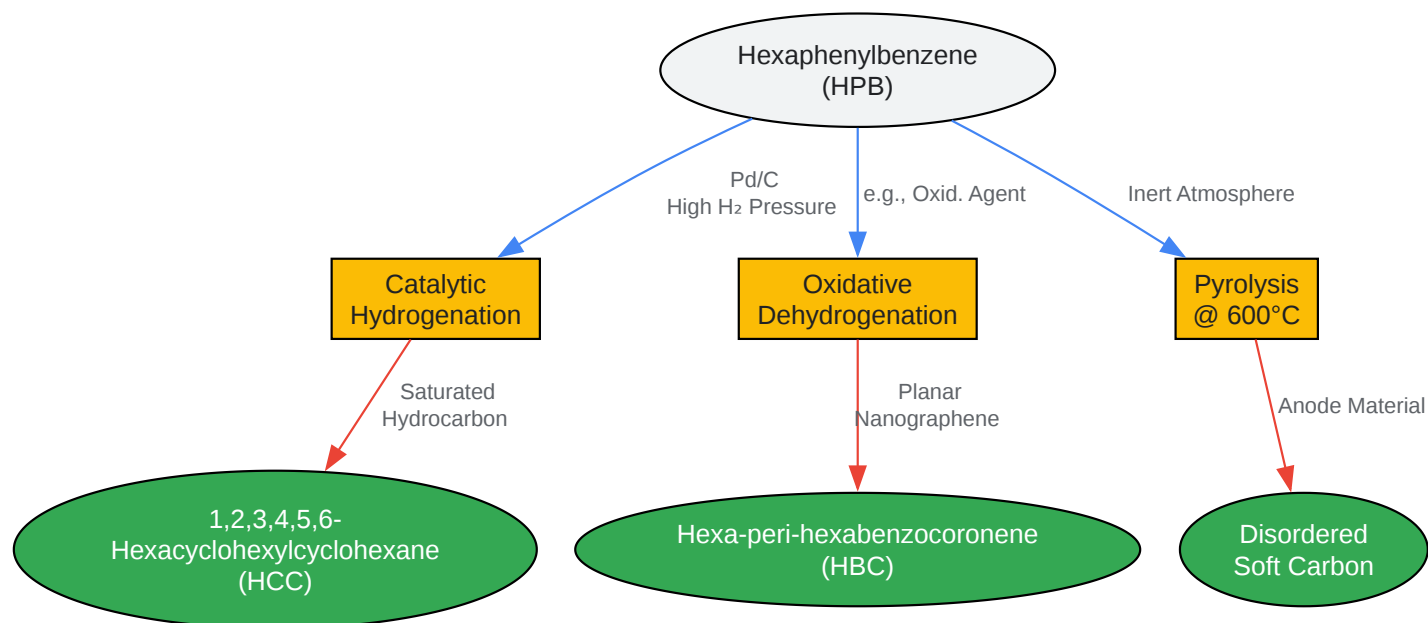 Hexaphenylbenzene
(HPB)
Pd/C
High H₂ Pressure
e.g., Oxid. Agent
Inert Atmosphere
Catalytic
Hydrogenation
Oxidative
Dehydrogenation
Pyrolysis
@ 600°C
Saturated
Hydrocarbon
Planar
Nanographene
Anode Material
1,2,3,4,5,6-
Hexacyclohexylcyclohexane
(HCC)
Hexa-peri-hexabenzocoronene
(HBC)
Disordered
Soft Carbon